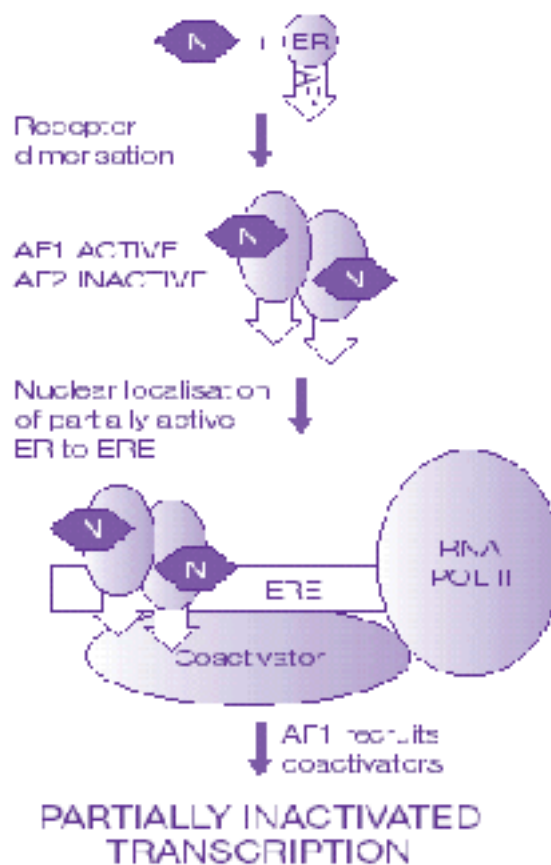 N + ER
AF1
Receptor
dimerisation
N
N
AF1 ACTIVE
AF2 INACTIVE
Nuclear localisation
of partially active
ER to ERE
N
N
ERE
RNA
POL II
Coactivator
AF1 recruits
coactivators
PARTIALLY INACTIVATED
TRANSCRIPTION